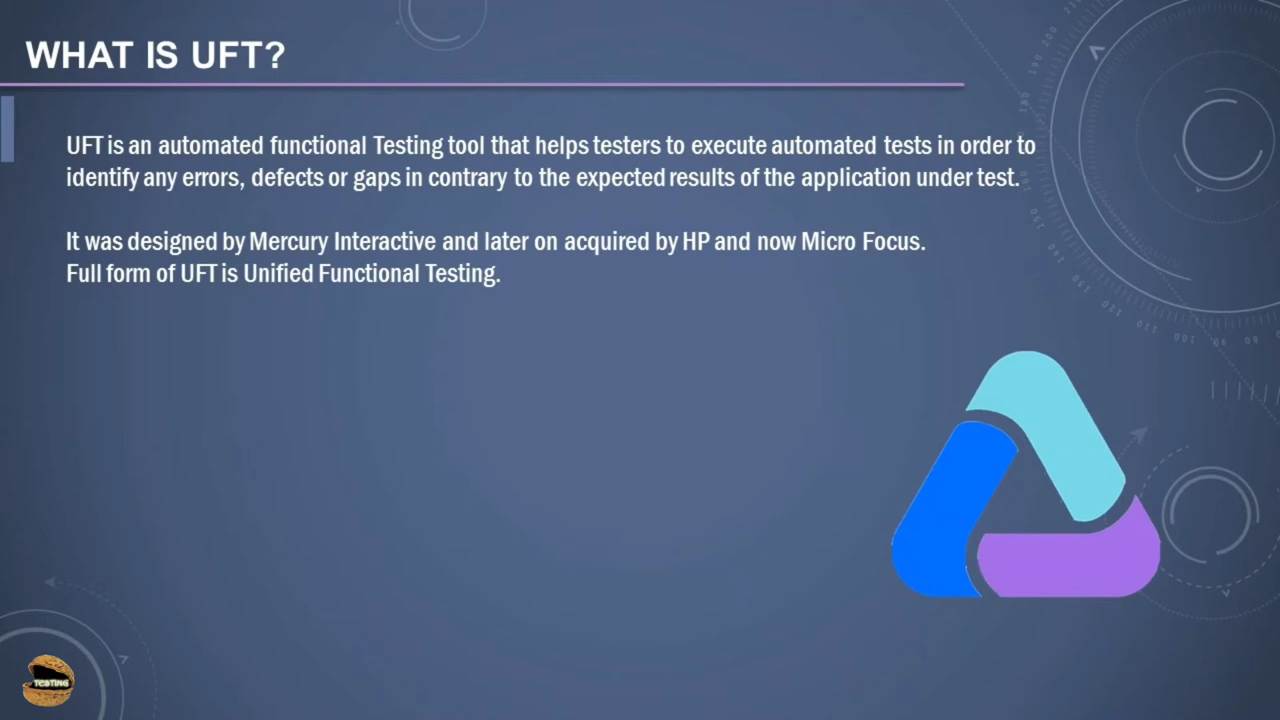 WHAT IS UFT?
UFT is an automated functional Testing tool that helps testers to execute automated tests in order to
identify any errors, defects or gaps in contrary to the expected results of the application under test.
It was designed by Mercury Interactive and later on acquired by HP and now Micro Focus.
Full form of UFT is Unified Functional Testing.
TESTING